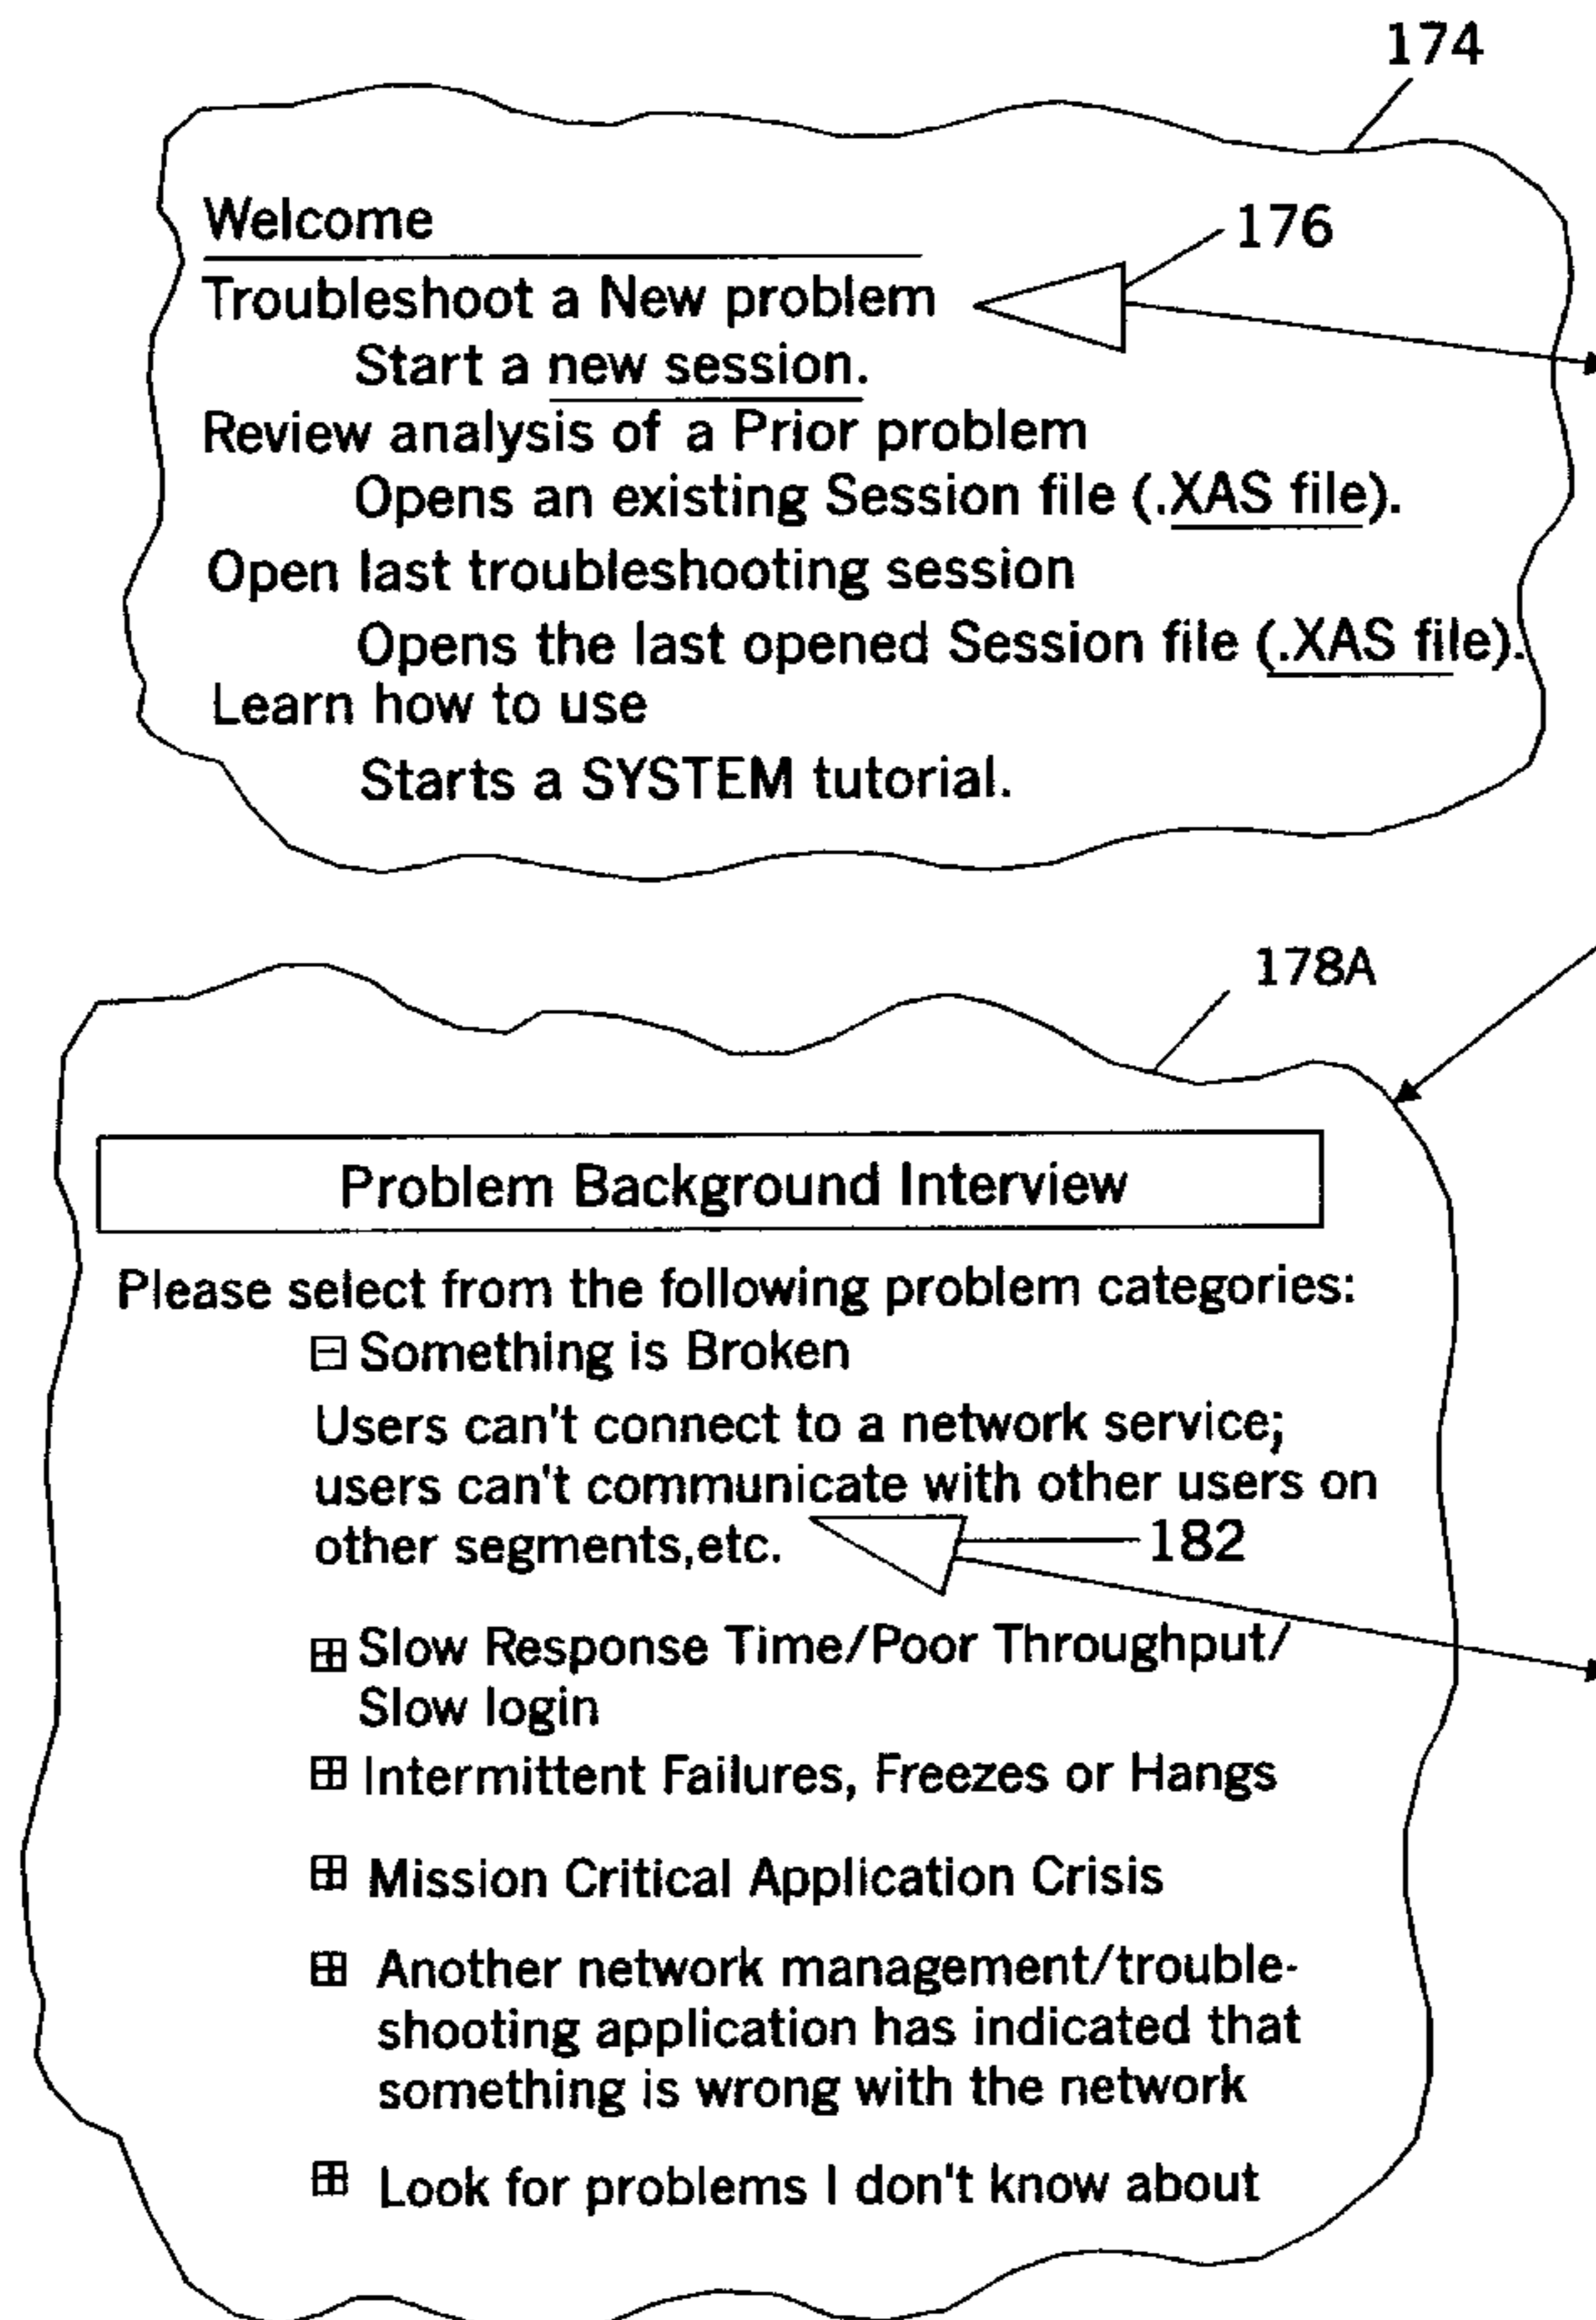 174
Welcome
176
Troubleshoot a New problem
Start a new session.
Review analysis of a Prior problem
Opens an existing Session file (.XAS file).
Open last troubleshooting session
Opens the last opened Session file (.XAS file).
Learn how to use
Starts a SYSTEM tutorial.
178A
Problem Background Interview
Please select from the following problem categories:
Something is Broken
Users can't connect to a network service;
users can't communicate with other users on
other segments,etc.
182
Slow Response Time/Poor Throughput/
Slow login
Intermittent Failures, Freezes or Hangs
Mission Critical Application Crisis
Another network management/trouble-
shooting application has indicated that
something is wrong with the network
Look for problems I don't know about